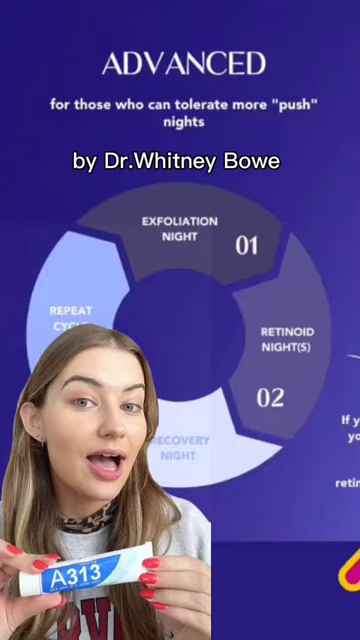 ADVANCED
for those who can tolerate more "push"
nights
by Dr.Whitney Bowe
EXFOLIATION
NIGHT
01
REPEAT
RETINOID
NIGHT(S)
02
RECOVERY
NIGHT
If
A313